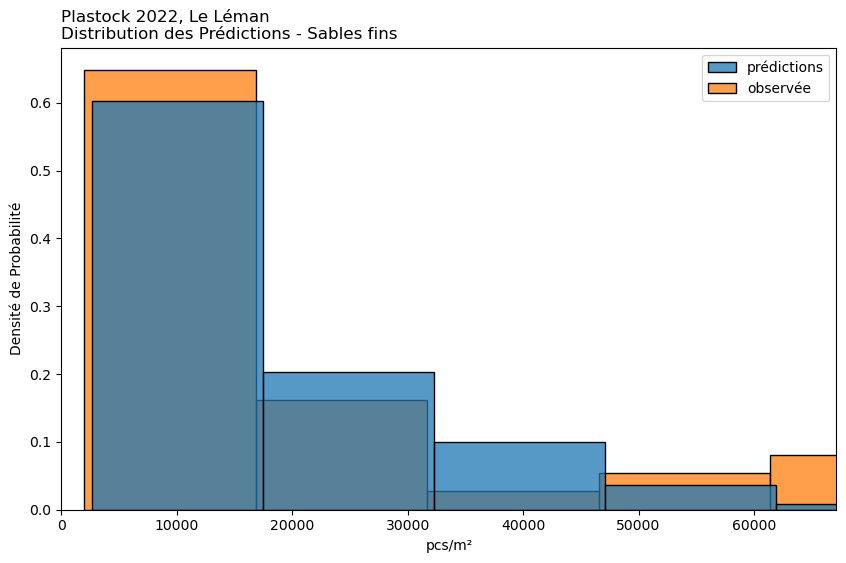 Plastock 2022, Le Léman
Distribution des Prédictions - Sables fins
prédictions
observée
Densité de Probabilité
0.6
0.5
0.4
0.3
0.2
0.1
0.0
0
10000
20000
30000
40000
50000
60000
pcs/m²